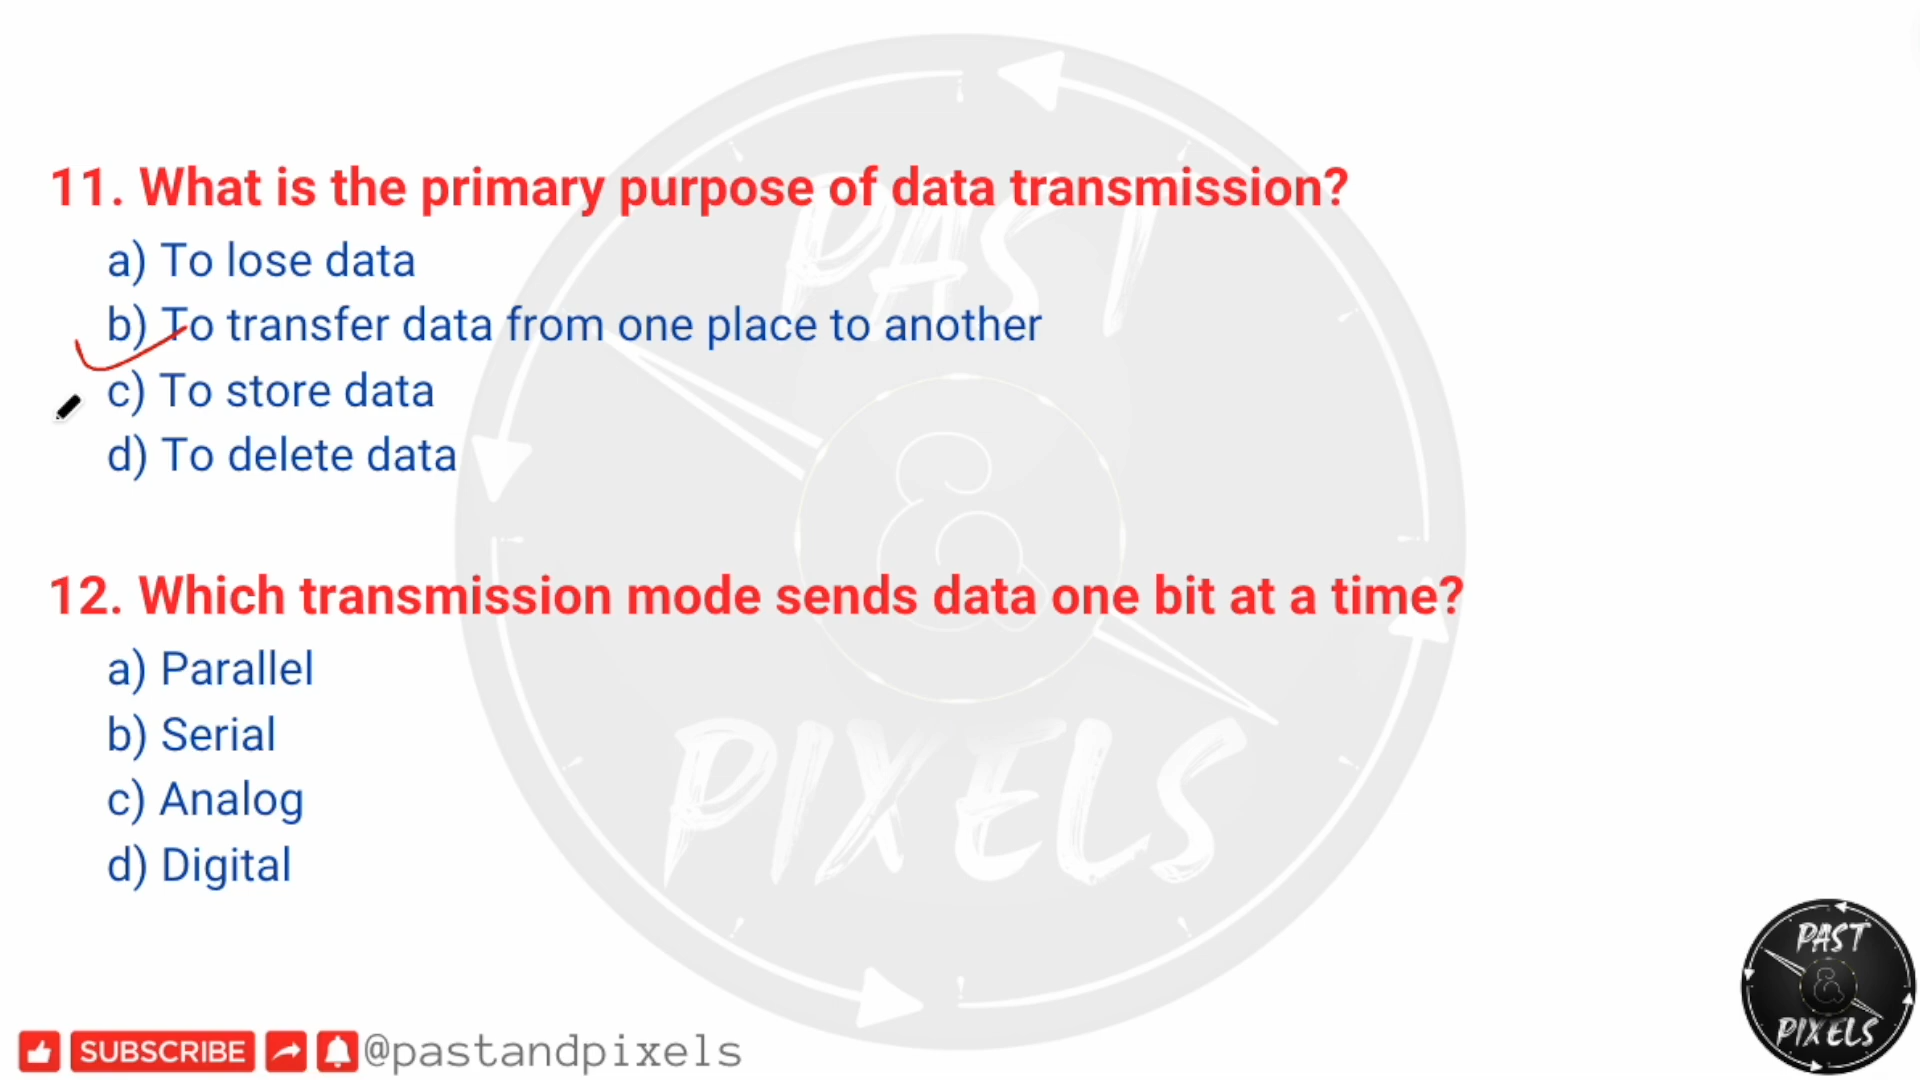 11. What is the primary purpose of data transmission?
a) To lose data
b) To transfer data from one place to another
c) To store data
d) To delete data
12. Which transmission mode sends data one bit at a time?
a) Parallel
b) Serial
c) Analog
d) Digital
PAST
&
PIXELS
SUBSCRIBE @pastandpixels
PAST
&
PIXELS